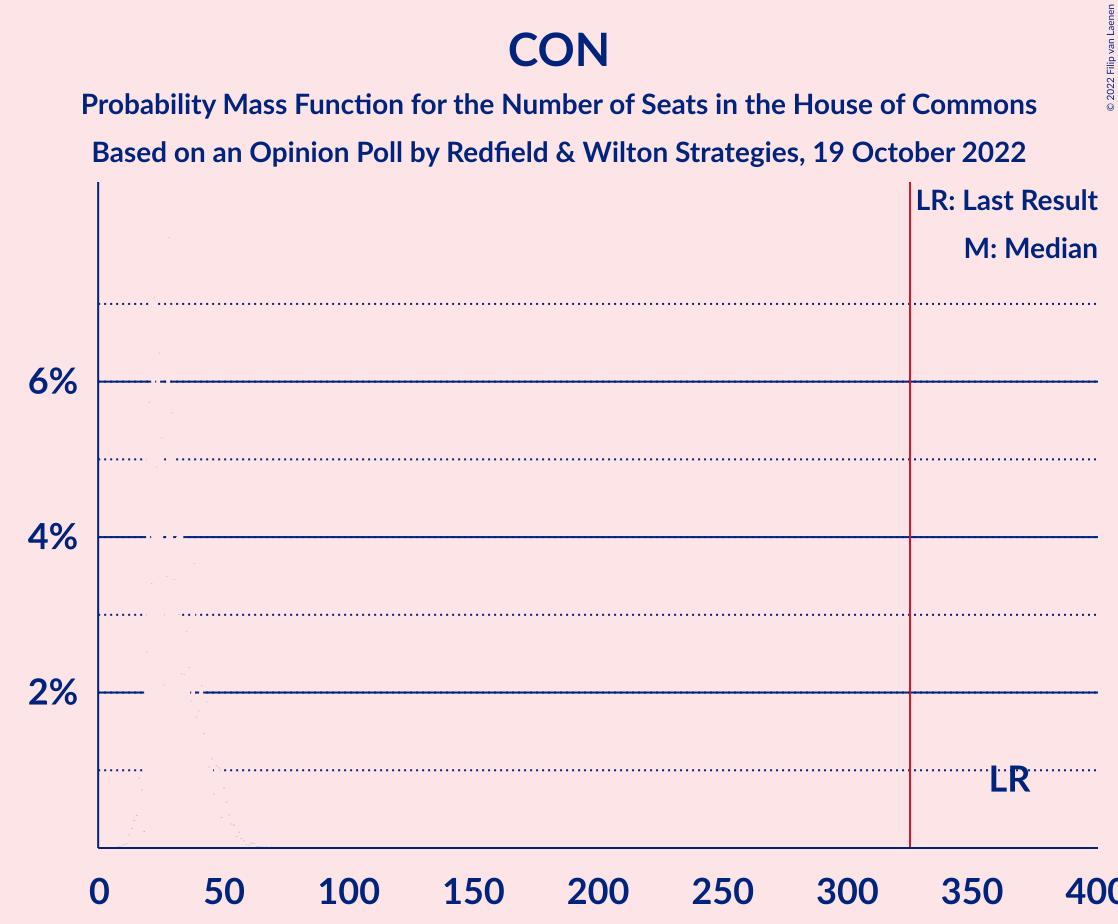 CON
Probability Mass Function for the Number of Seats in the House of Commons
Based on an Opinion Poll by Redfield & Wilton Strategies, 19 October 2022
© 2022 Filip van Laenen
LR: Last Result
M: Median
6%
4%
2%
LR
0 50 100 150 200 250 300 350 400